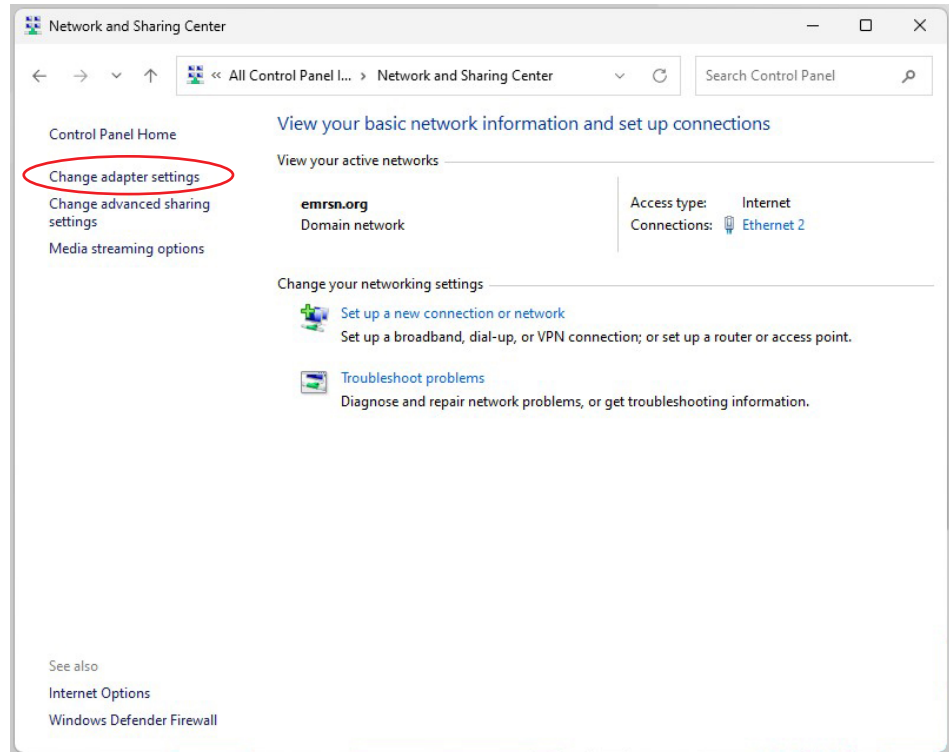 Network and Sharing Center
« All Control Panel I... › Network and Sharing Center
Search Control Panel
Control Panel Home
Change adapter settings
Change advanced sharing
settings
Media streaming options
View your basic network information and set up connections
View your active networks
emrsn.org
Domain network
Access type: Internet
Connections: Ethernet 2
Change your networking settings
Set up a new connection or network
Set up a broadband, dial-up, or VPN connection; or set up a router or access point.
Troubleshoot problems
Diagnose and repair network problems, or get troubleshooting information.
See also
Internet Options
Windows Defender Firewall